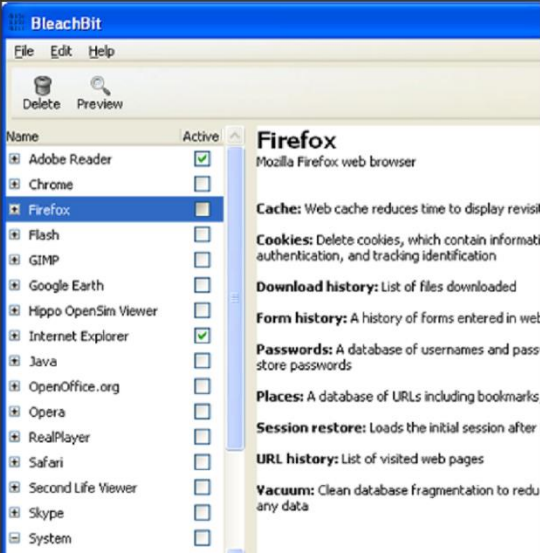 BleachBit
File Edit Help
Delete Preview
Name Active
Adobe Reader
Chrome
Firefox
Flash
GIMP
Google Earth
Hippo OpenSim Viewer
Internet Explorer
Java
OpenOffice.org
Opera
RealPlayer
Safari
Second Life Viewer
Skype
System
Firefox
Mozilla Firefox web browser
Cache: Web cache reduces time to display revisit
Cookies: Delete cookies, which contain informati
authentication, and tracking identification
Download history: List of files downloaded
Form history: A history of forms entered in web
Passwords: A database of usernames and pass
store passwords
Places: A database of URLs including bookmarks,
Session restore: Loads the initial session after
URL history: List of visited web pages
Vacuum: Clean database fragmentation to redu
any data